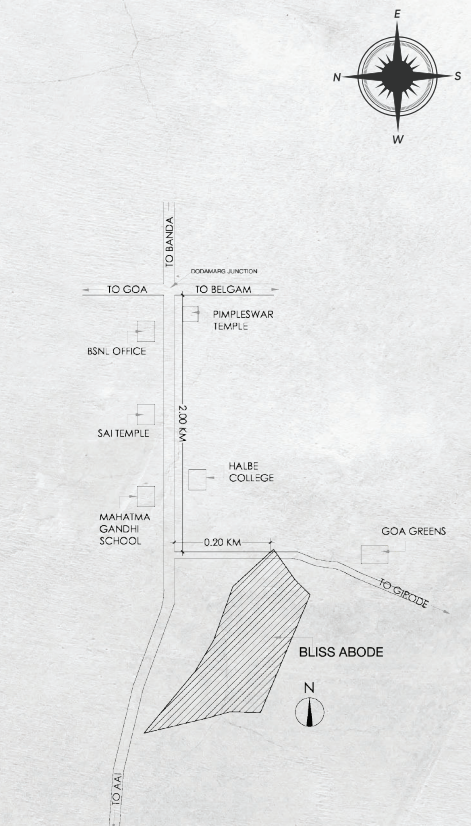 E
N
S
W
TO BANDA
DODAMARG JUNCTION
TO GOA
TO BELGAM
PIMPLESWAR
TEMPLE
BSNL OFFICE
2.00 KM
SAI TEMPLE
HALBE
COLLEGE
MAHATMA
GANDHI
SCHOOL
GOA GREENS
0.20 KM
TO GIRODE
BLISS ABODE
N
TO AAI